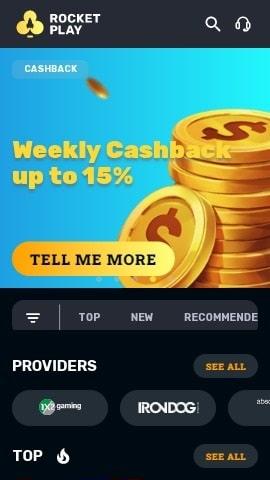 ROCKET
PLAY
CASHBACK
Weekly Cashback
up to 15%
TELL ME MORE
TOP NEW RECOMMENDE
PROVIDERS SEE ALL
1X2 gaming IRONDOG
TOP SEE ALL